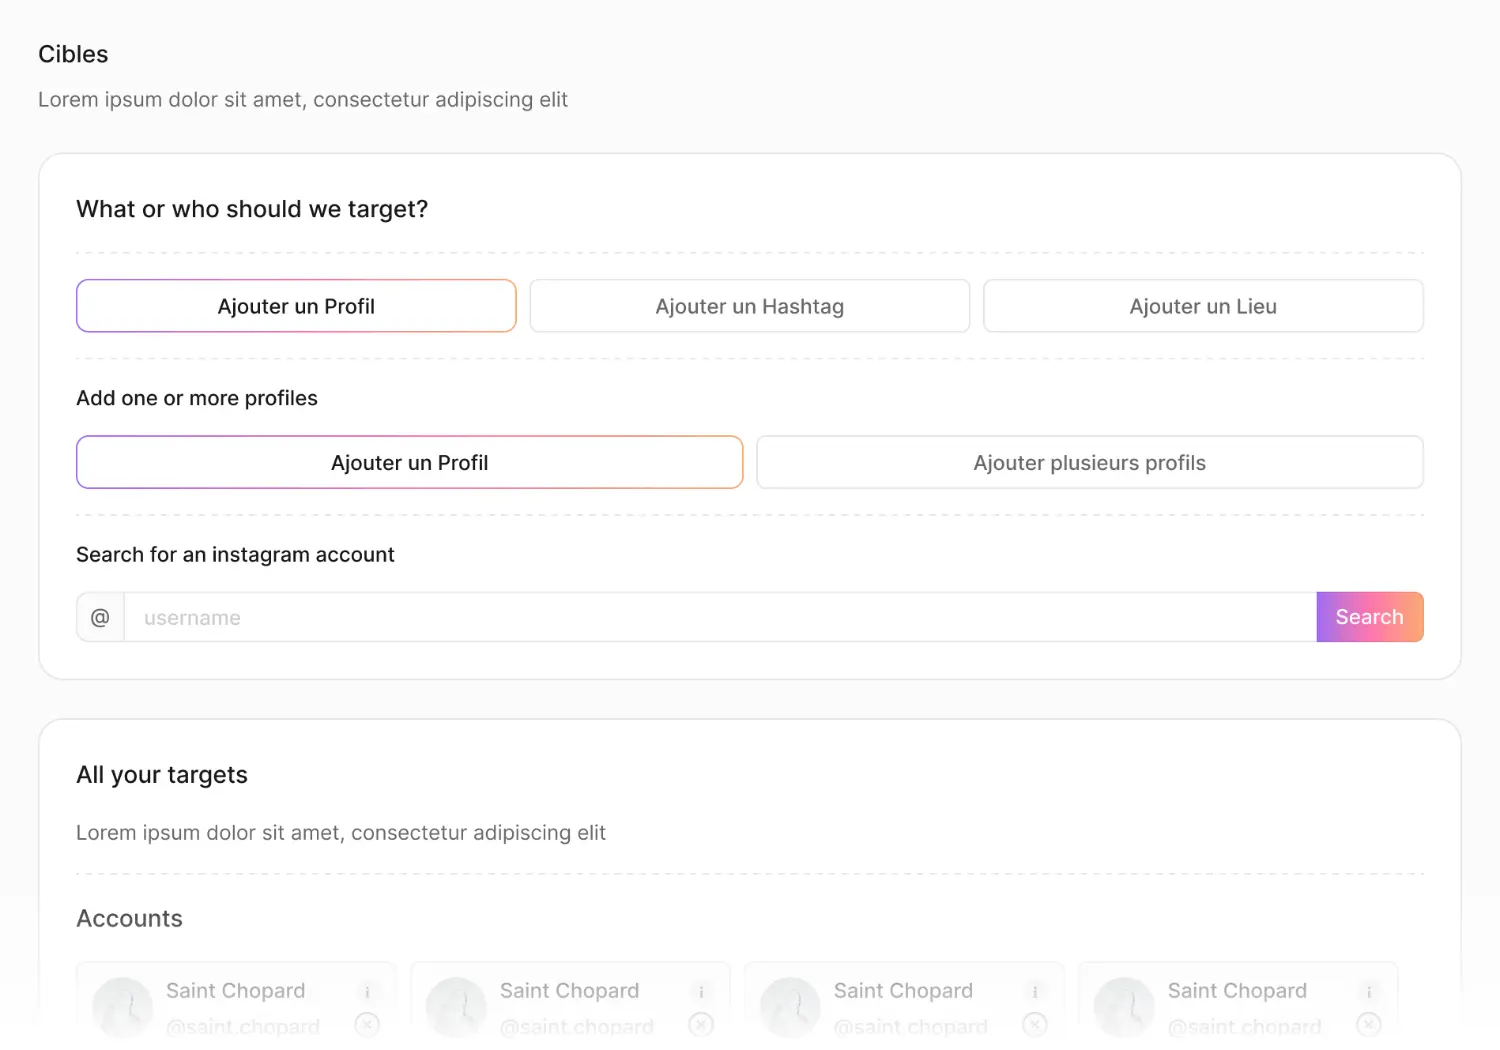 Cibles
Lorem ipsum dolor sit amet, consectetur adipiscing elit
What or who should we target?
Ajouter un Profil
Ajouter un Hashtag
Ajouter un Lieu
Add one or more profiles
Ajouter un Profil
Ajouter plusieurs profils
Search for an instagram account
@ username
Search
All your targets
Lorem ipsum dolor sit amet, consectetur adipiscing elit
Accounts
Saint Chopard
@saint.chopard
Saint Chopard
@saint.chopard
Saint Chopard
@saint.chopard
Saint Chopard
@saint.chopard